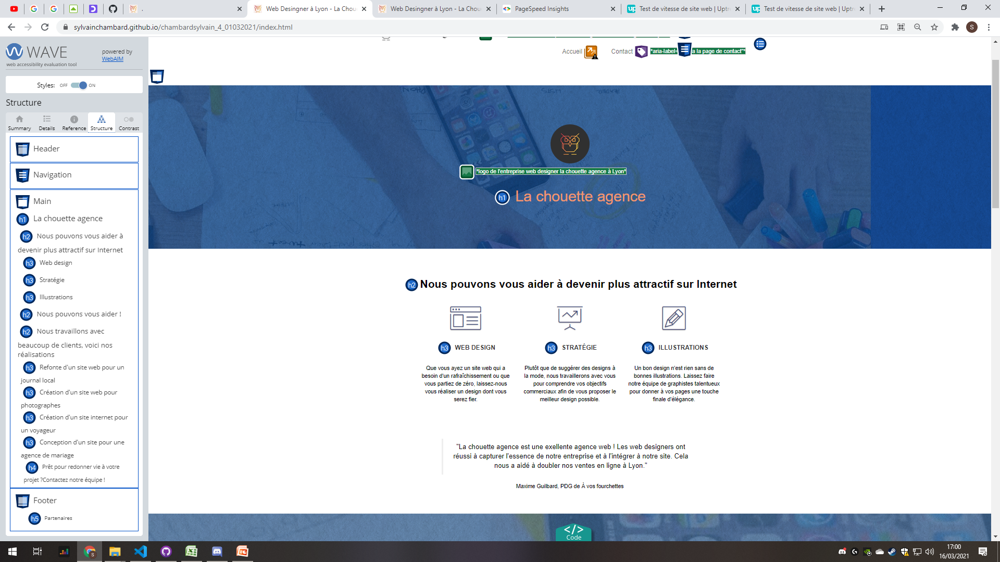 .
Web Desingner à Lyon - La Chou
Web Desingner à Lyon - La Chou
PageSpeed Insights
Test de vitesse de site web | Uptr
Test de vitesse de site web | Uptr
sylvainchambard.github.io/chambardsylvain_4_01032021/index.html
S
WAVE
web accessibility evaluation tool
powered by
WebAIM
Styles: OFF ON
Structure
Summary
Details
Reference
Structure
Contrast
Header
Navigation
Main
h1 La chouette agence
h2 Nous pouvons vous aider à
devenir plus attractif sur Internet
h3 Web design
h3 Stratégie
h3 Illustrations
h2 Nous pouvons vous aider !
h2 Nous travaillons avec
beaucoup de clients, voici nos
réalisations
h3 Refonte d'un site web pour un
journal local
h3 Création d'un site web pour
photographes
h3 Création d'un site internet pour
un voyageur
h3 Conception d'un site pour une
agence de mariage
h4 Prêt pour redonner vie à votre
projet ?Contactez notre équipe !
Footer
h5 Partenaires
Accueil
Contact
*aria-label= a la page de contact"*
*logo de l'entreprise web designer la chouette agence à Lyon*
h1 La chouette agence
h2 Nous pouvons vous aider à devenir plus attractif sur Internet
h3 WEB DESIGN
Que vous ayez un site web qui a
besoin d'un rafraîchissement ou que
vous partiez de zéro, laissez-nous
vous réaliser un design dont vous
serez fier.
h3 STRATÉGIE
Plutôt que de suggérer des designs à
la mode, nous travaillerons avec vous
pour comprendre vos objectifs
commerciaux afin de vous proposer le
meilleur design possible.
h3 ILLUSTRATIONS
Un bon design n'est rien sans de
bonnes illustrations. Laissez faire
notre équipe de graphistes talentueux
pour donner à vos pages une touche
finale d'élégance.
"La chouette agence est une exellente agence web ! Les web designers ont
réussi à capturer l'essence de notre entreprise et à l'intégrer à notre site. Cela
nous a aidé à doubler nos ventes en ligne à Lyon."
Maxime Guilbard, PDG de À vos fourchettes
</>
Code
17:00
16/03/2021